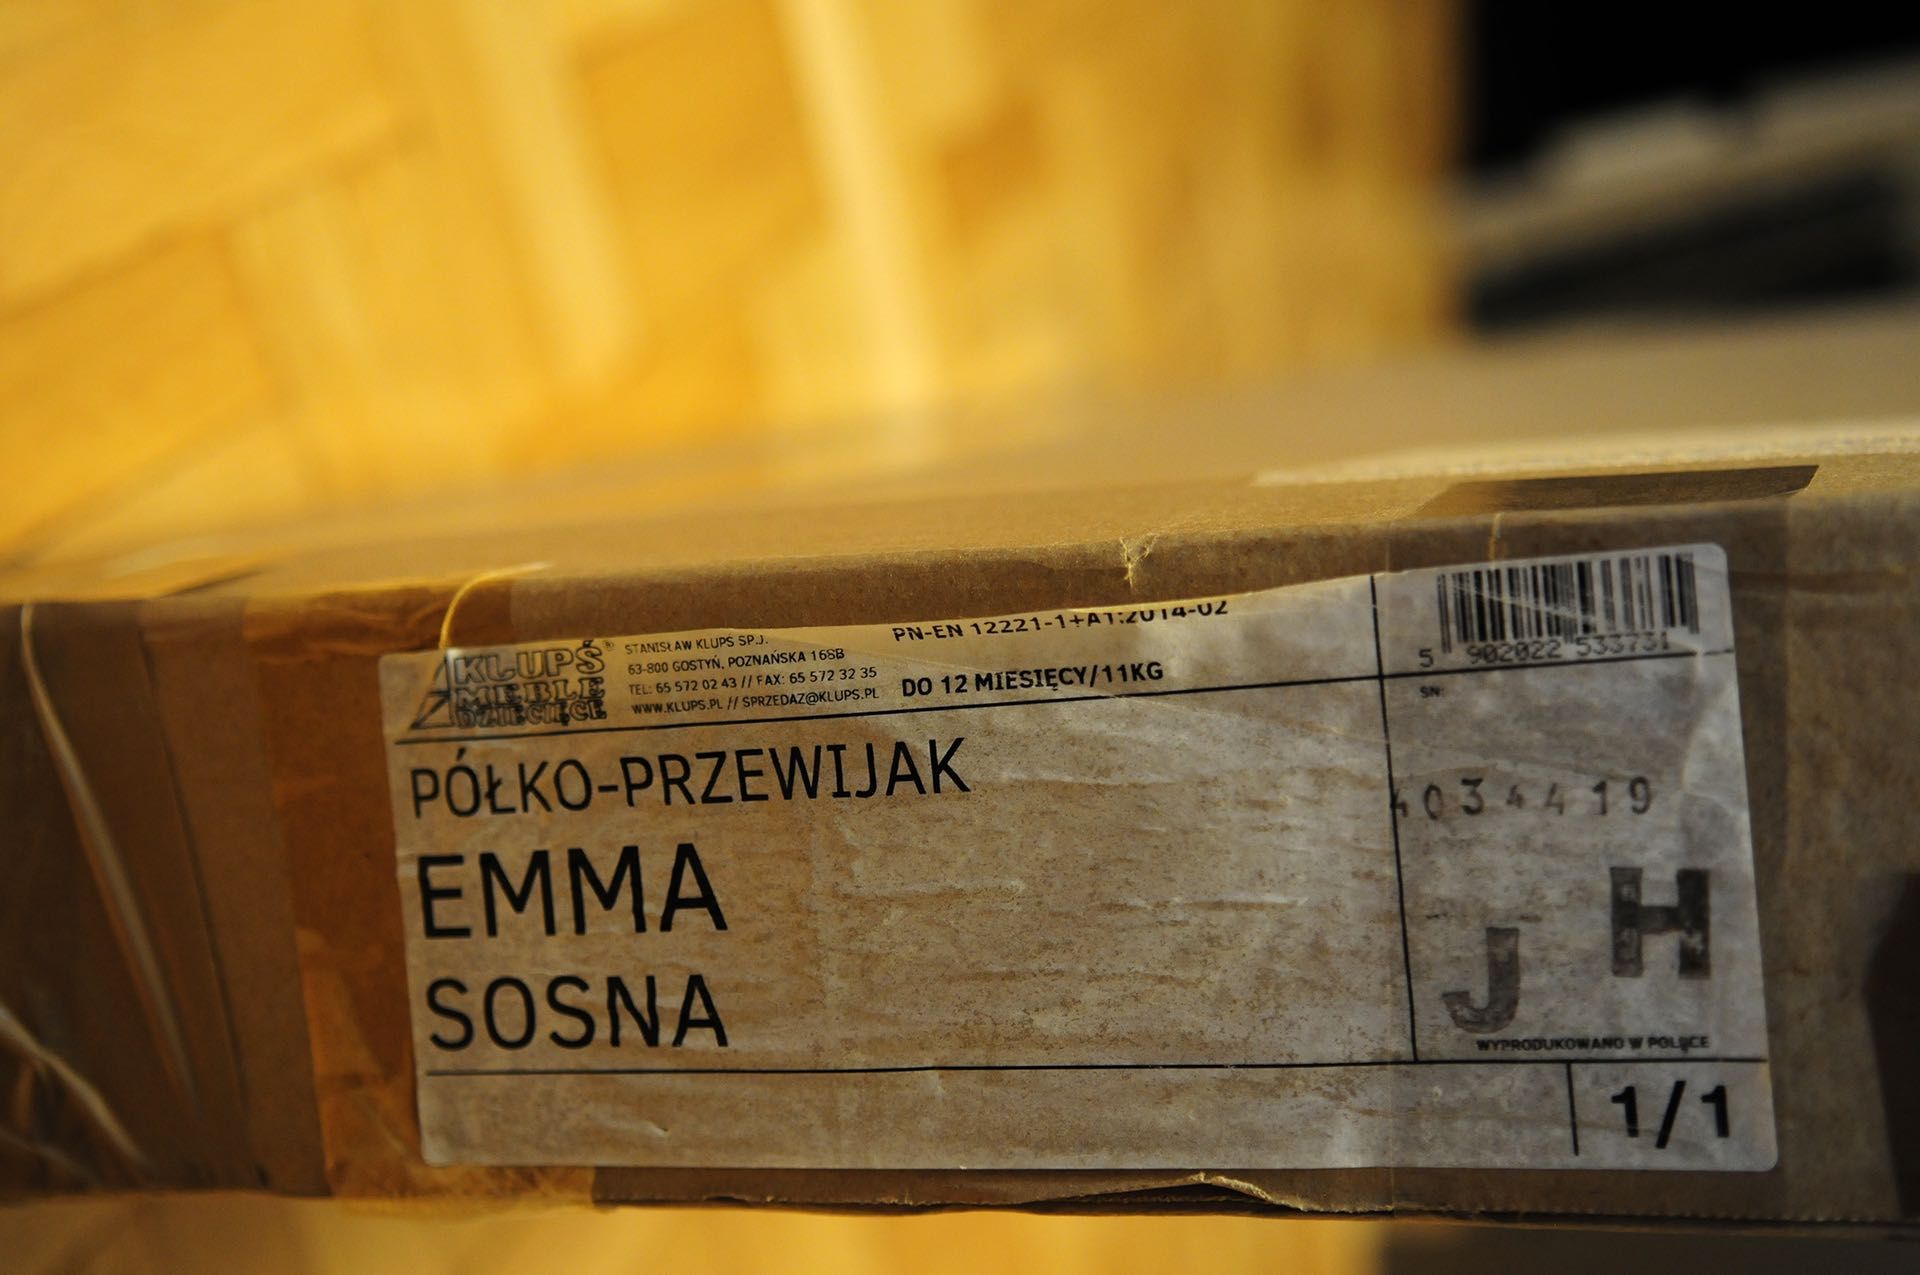 KLUPŚ®
MEBLE
DZIECIĘCE
STANISŁAW KLUPŚ SP.J.
63-800 GOSTYŃ, POZNAŃSKA 168B
TEL: 65 572 02 43 // FAX: 65 572 32 35
WWW.KLUPS.PL // SPRZEDAZ@KLUPS.PL
PN-EN 12221-1+A1:2014-02
DO 12 MIESIĘCY/11KG
5 902022 533731
PÓŁKO-PRZEWIJAK
EMMA
SOSNA
SN:
4034419
J H
WYPRODUKOWANO W POLSCE
1/1